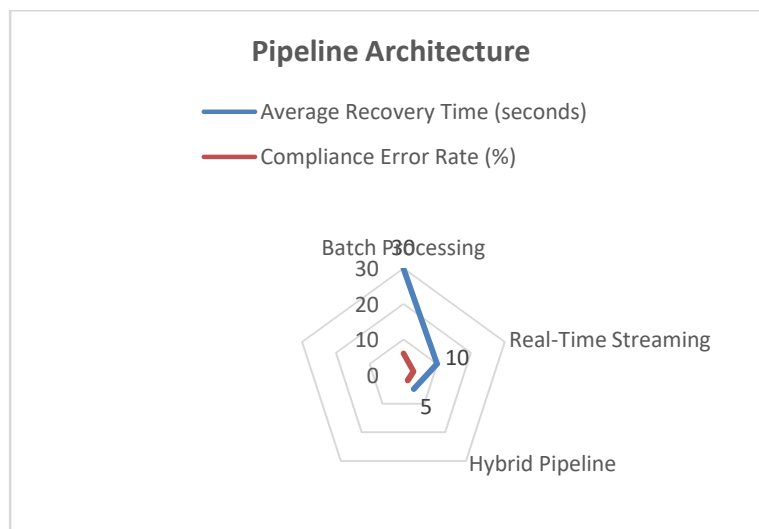 Pipeline Architecture
Average Recovery Time (seconds)
Compliance Error Rate (%)
Batch Processing
30
30
20
10
0
Real-Time Streaming
10
5
Hybrid Pipeline